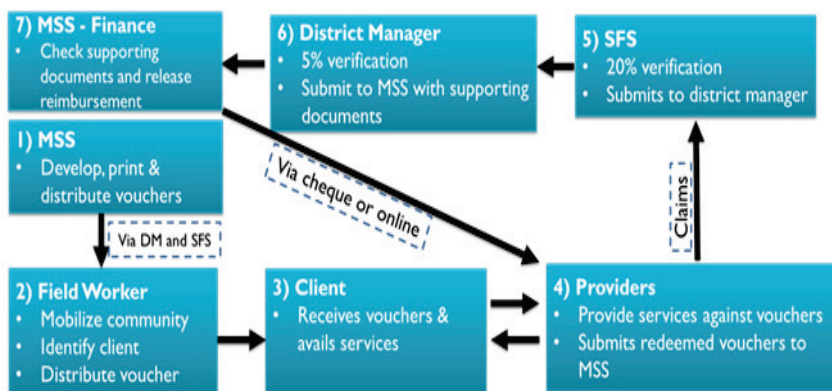 7) MSS - Finance
• Check supporting
documents and release
reimbursement
6) District Manager
• 5% verification
• Submit to MSS with supporting
documents
5) SFS
• 20% verification
• Submits to district manager
1) MSS
• Develop, print &
distribute vouchers
Via cheque or online
Claims
Via DM and SFS
2) Field Worker
• Mobilize community
• Identify client
• Distribute voucher
3) Client
• Receives vouchers &
avails services
4) Providers
• Provide services against vouchers
• Submits redeemed vouchers to
MSS